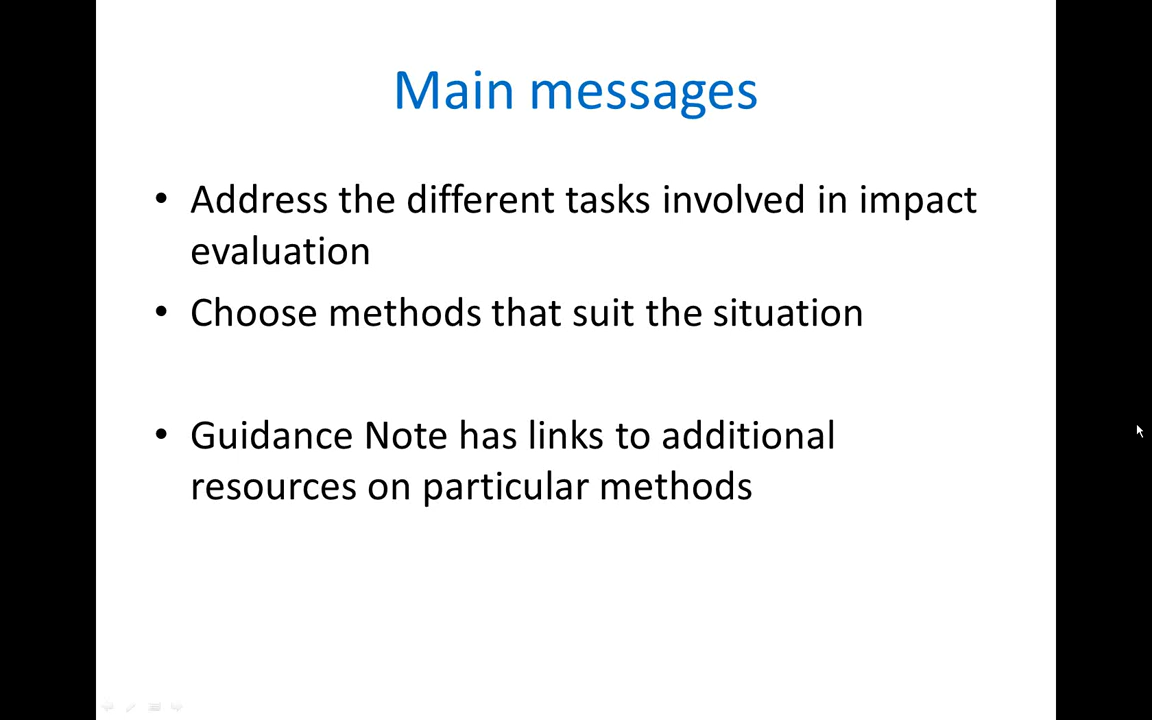 Main messages
• Address the different tasks involved in impact
evaluation
• Choose methods that suit the situation
• Guidance Note has links to additional
resources on particular methods